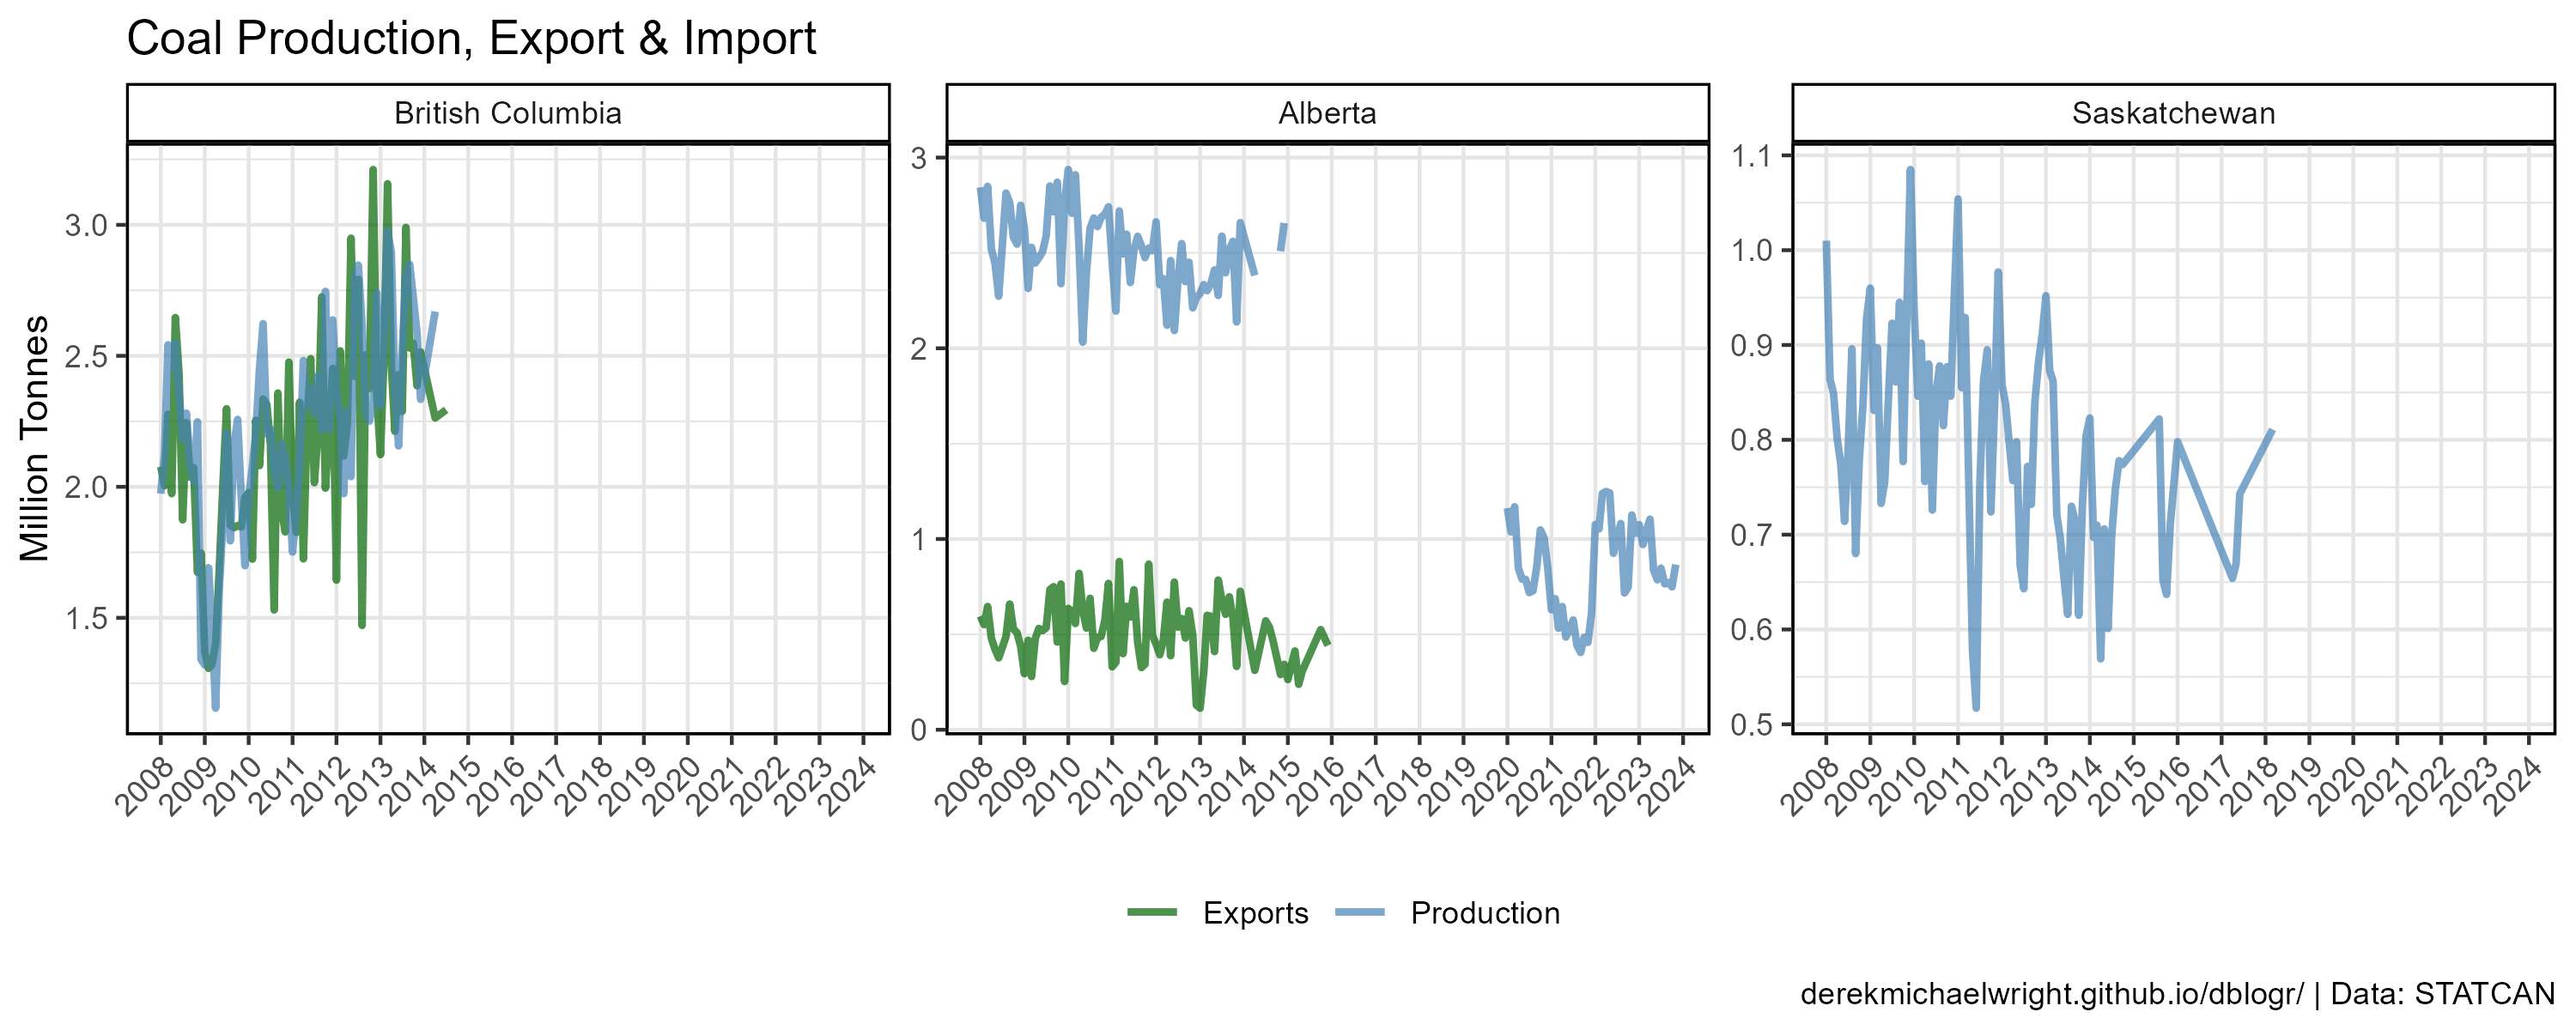 Coal Production, Export & Import
British Columbia
Alberta
Saskatchewan
Million Tonnes
3.0
2.5
2.0
1.5
3
2
1
0
1.1
1.0
0.9
0.8
0.7
0.6
0.5
2008 2009 2010 2011 2012 2013 2014 2015 2016 2017 2018 2019 2020 2021 2022 2023 2024
2008 2009 2010 2011 2012 2013 2014 2015 2016 2017 2018 2019 2020 2021 2022 2023 2024
2008 2009 2010 2011 2012 2013 2014 2015 2016 2017 2018 2019 2020 2021 2022 2023 2024
Exports Production
derekmichaelwright.github.io/dblogr/ | Data: STATCAN